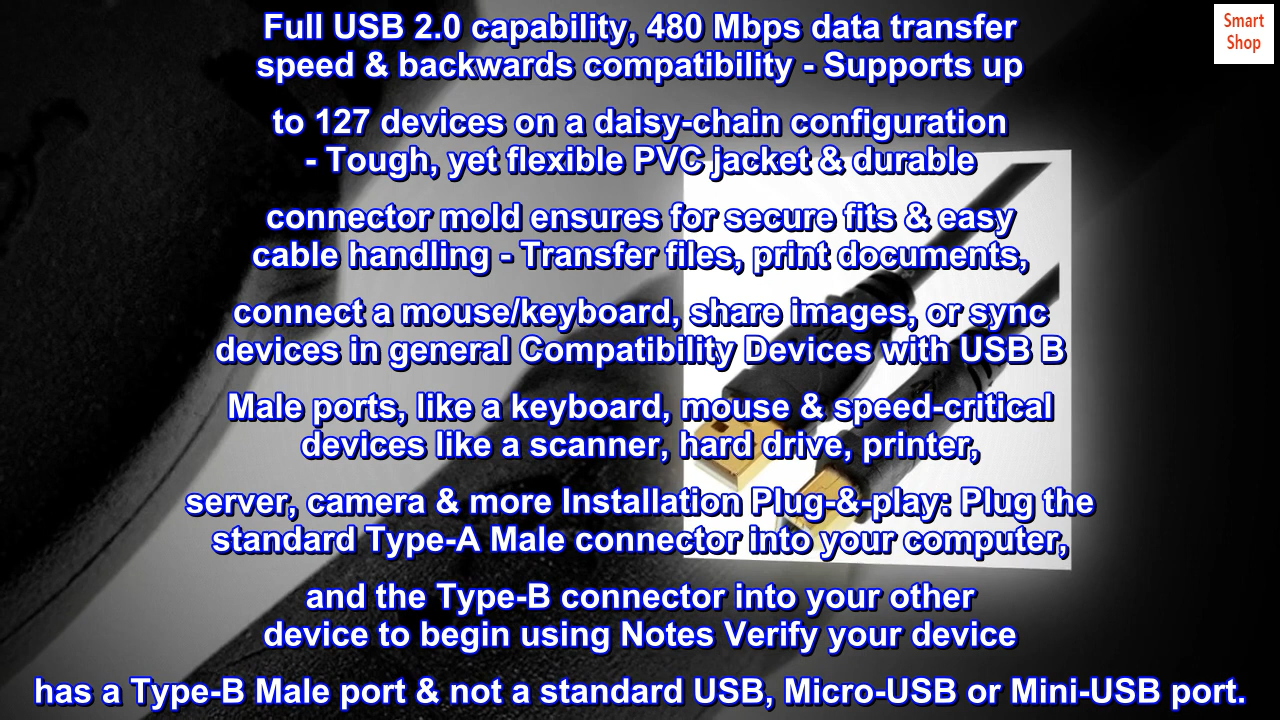 Full USB 2.0 capability, 480 Mbps data transfer
speed & backwards compatibility - Supports up
to 127 devices on a daisy-chain configuration
- Tough, yet flexible PVC jacket & durable
connector mold ensures for secure fits & easy
cable handling - Transfer files, print documents,
connect a mouse/keyboard, share images, or sync
devices in general Compatibility Devices with USB B
Male ports, like a keyboard, mouse & speed-critical
devices like a scanner, hard drive, printer,
server, camera & more Installation Plug-&-play: Plug the
standard Type-A Male connector into your computer,
and the Type-B connector into your other
device to begin using Notes Verify your device
has a Type-B Male port & not a standard USB, Micro-USB or Mini-USB port.
Smart
Shop